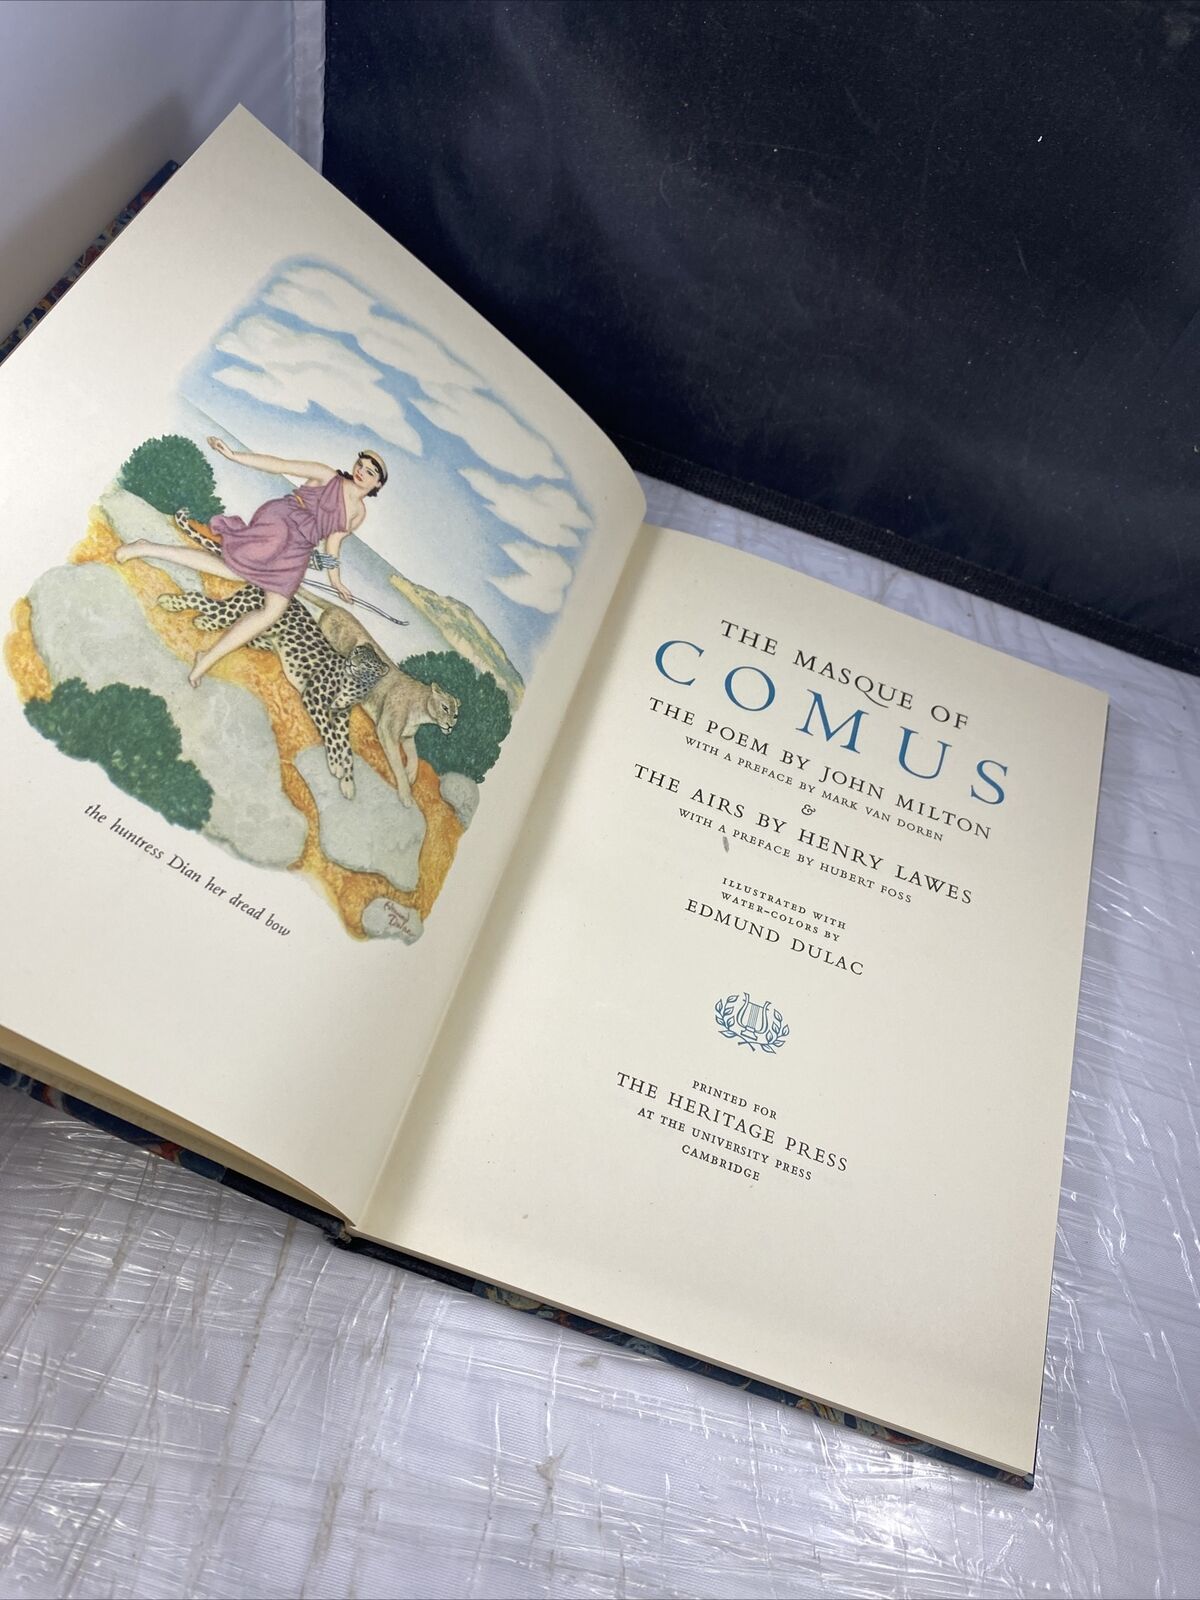 the huntress Dian her dread bow
Edmund
Dulac
THE MASQUE OF
COMUS
THE POEM BY JOHN MILTON
WITH A PREFACE BY MARK VAN DOREN
&
THE AIRS BY HENRY LAWES
WITH A PREFACE BY HUBERT FOSS
ILLUSTRATED WITH
WATER-COLORS BY
EDMUND DULAC
PRINTED FOR
THE HERITAGE PRESS
AT THE UNIVERSITY PRESS
CAMBRIDGE